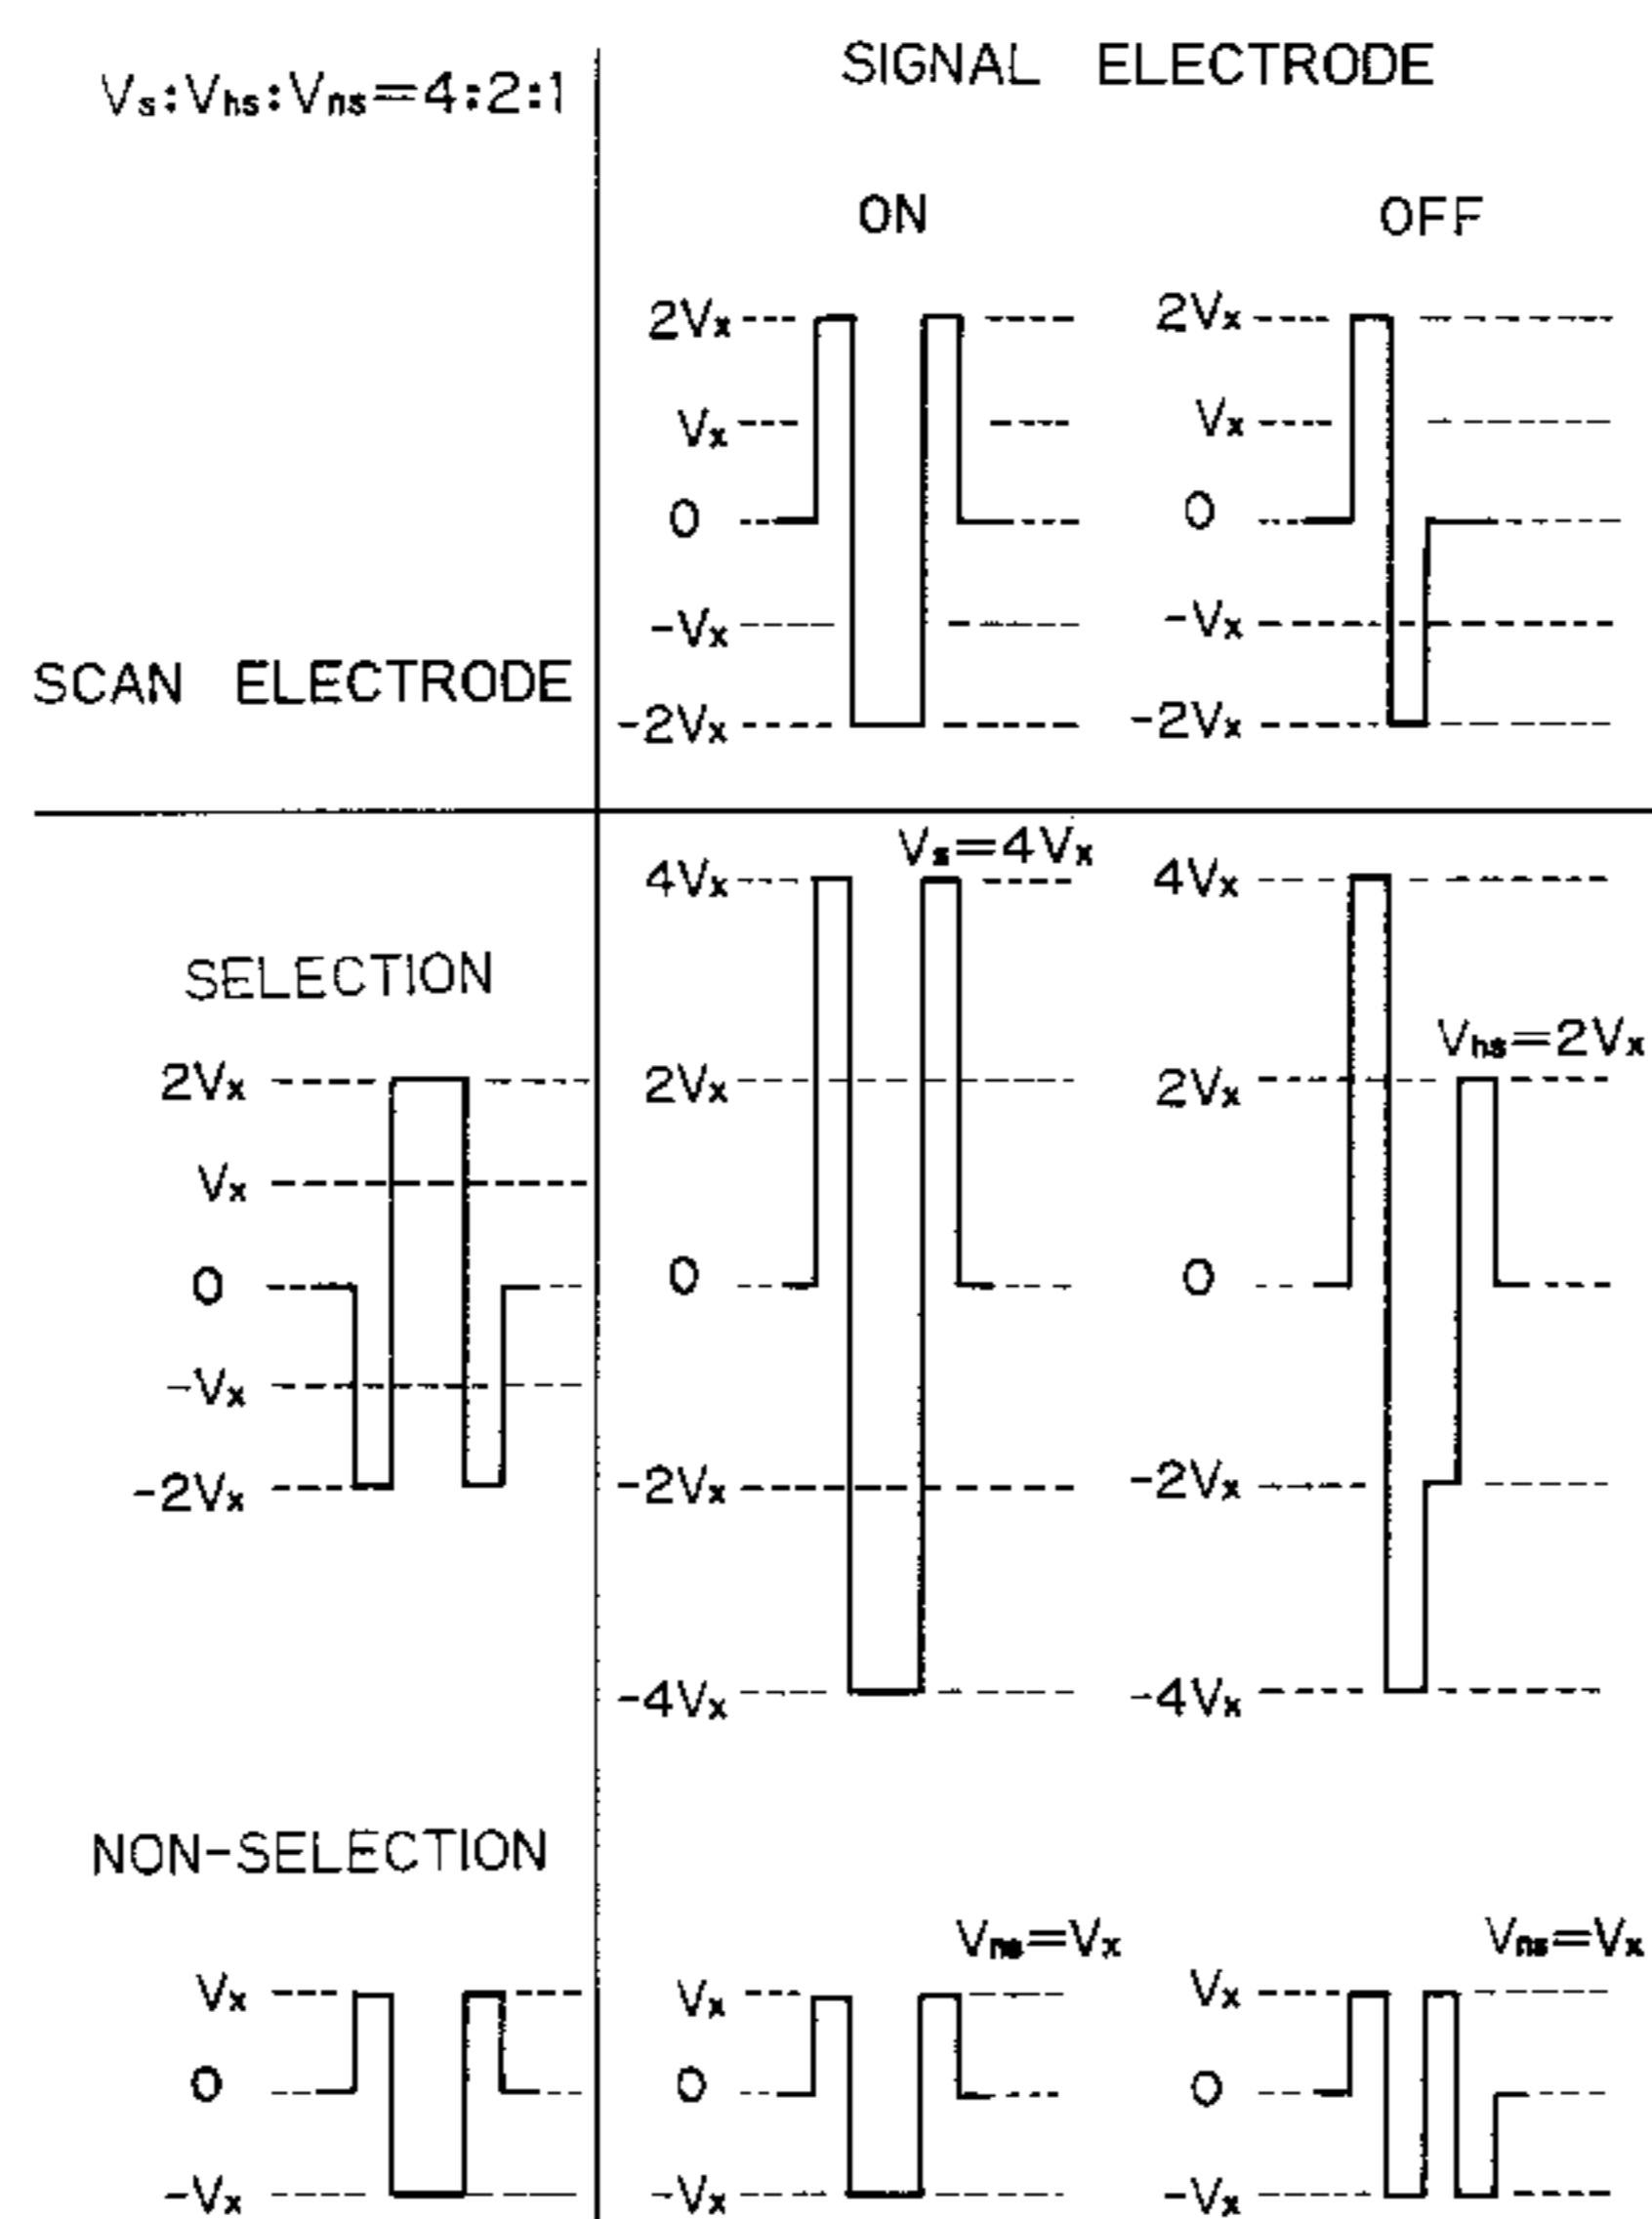 Vs:Vhs:Vns=4:2:1
SIGNAL ELECTRODE
ON
OFF
2Vx
Vx
0
-Vx
-2Vx
2Vx
Vx
0
-Vx
-2Vx
SCAN ELECTRODE
SELECTION
2Vx
Vx
0
-Vx
-2Vx
Vs=4Vx
4Vx
2Vx
0
-2Vx
-4Vx
4Vx
Vhs=2Vx
2Vx
0
-2Vx
-4Vx
NON-SELECTION
Vx
0
-Vx
Vns=Vx
Vx
0
-Vx
Vns=Vx
Vx
0
-Vx